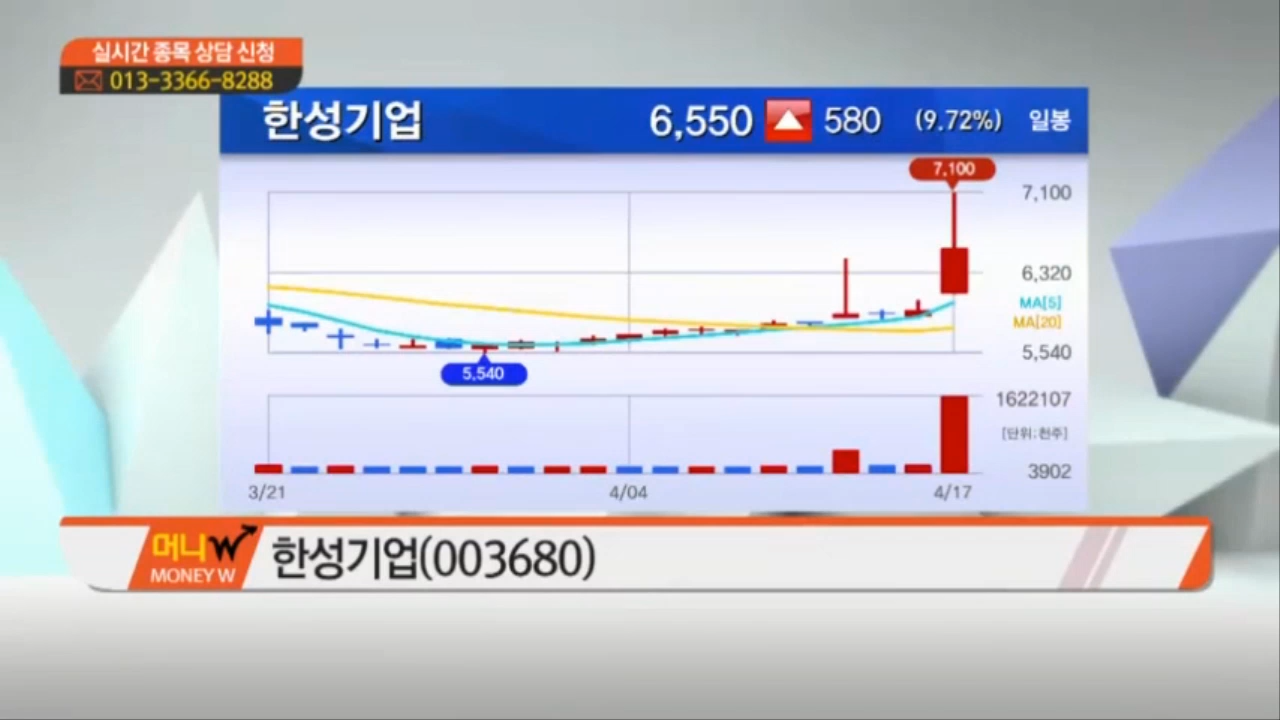 실시간 종목 상담 신청
013-3366-8288
한성기업 6,550 580 (9.72%) 일봉
7,100
7,100
6,320
MA[5]
MA[20]
5,540
5,540
1622107
[단위:천주]
3902
3/21 4/04 4/17
머니W
MONEY W
한성기업(003680)